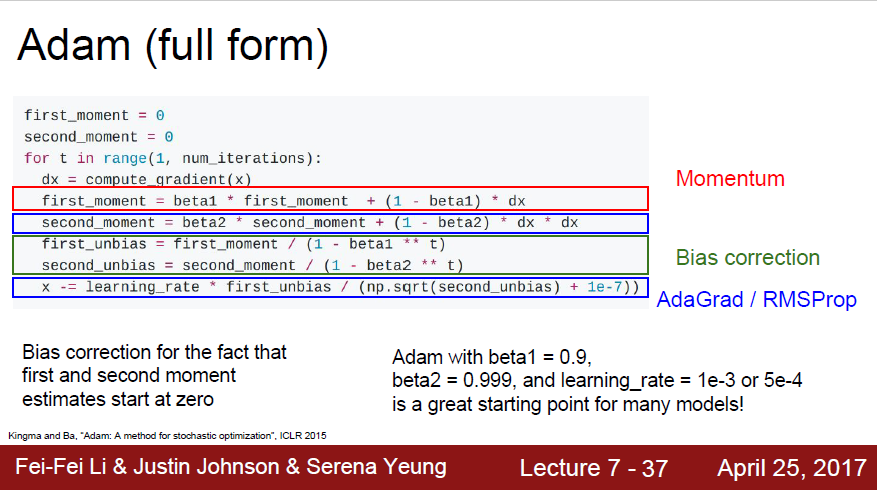 Adam (full form)
first_moment = 0
second_moment = 0
for t in range(1, num_iterations):
  dx = compute_gradient(x)
  first_moment = beta1 * first_moment  + (1 - beta1) * dx
  second_moment = beta2 * second_moment + (1 - beta2) * dx * dx
  first_unbias = first_moment / (1 - beta1 ** t)
  second_unbias = second_moment / (1 - beta2 ** t)
  x -= learning_rate * first_unbias / (np.sqrt(second_unbias) + 1e-7))
Momentum
Bias correction
AdaGrad / RMSProp
Bias correction for the fact that
first and second moment
estimates start at zero
Adam with beta1 = 0.9,
beta2 = 0.999, and learning_rate = 1e-3 or 5e-4
is a great starting point for many models!
Kingma and Ba, “Adam: A method for stochastic optimization”, ICLR 2015
Fei-Fei Li & Justin Johnson & Serena Yeung
Lecture 7 - 37
April 25, 2017